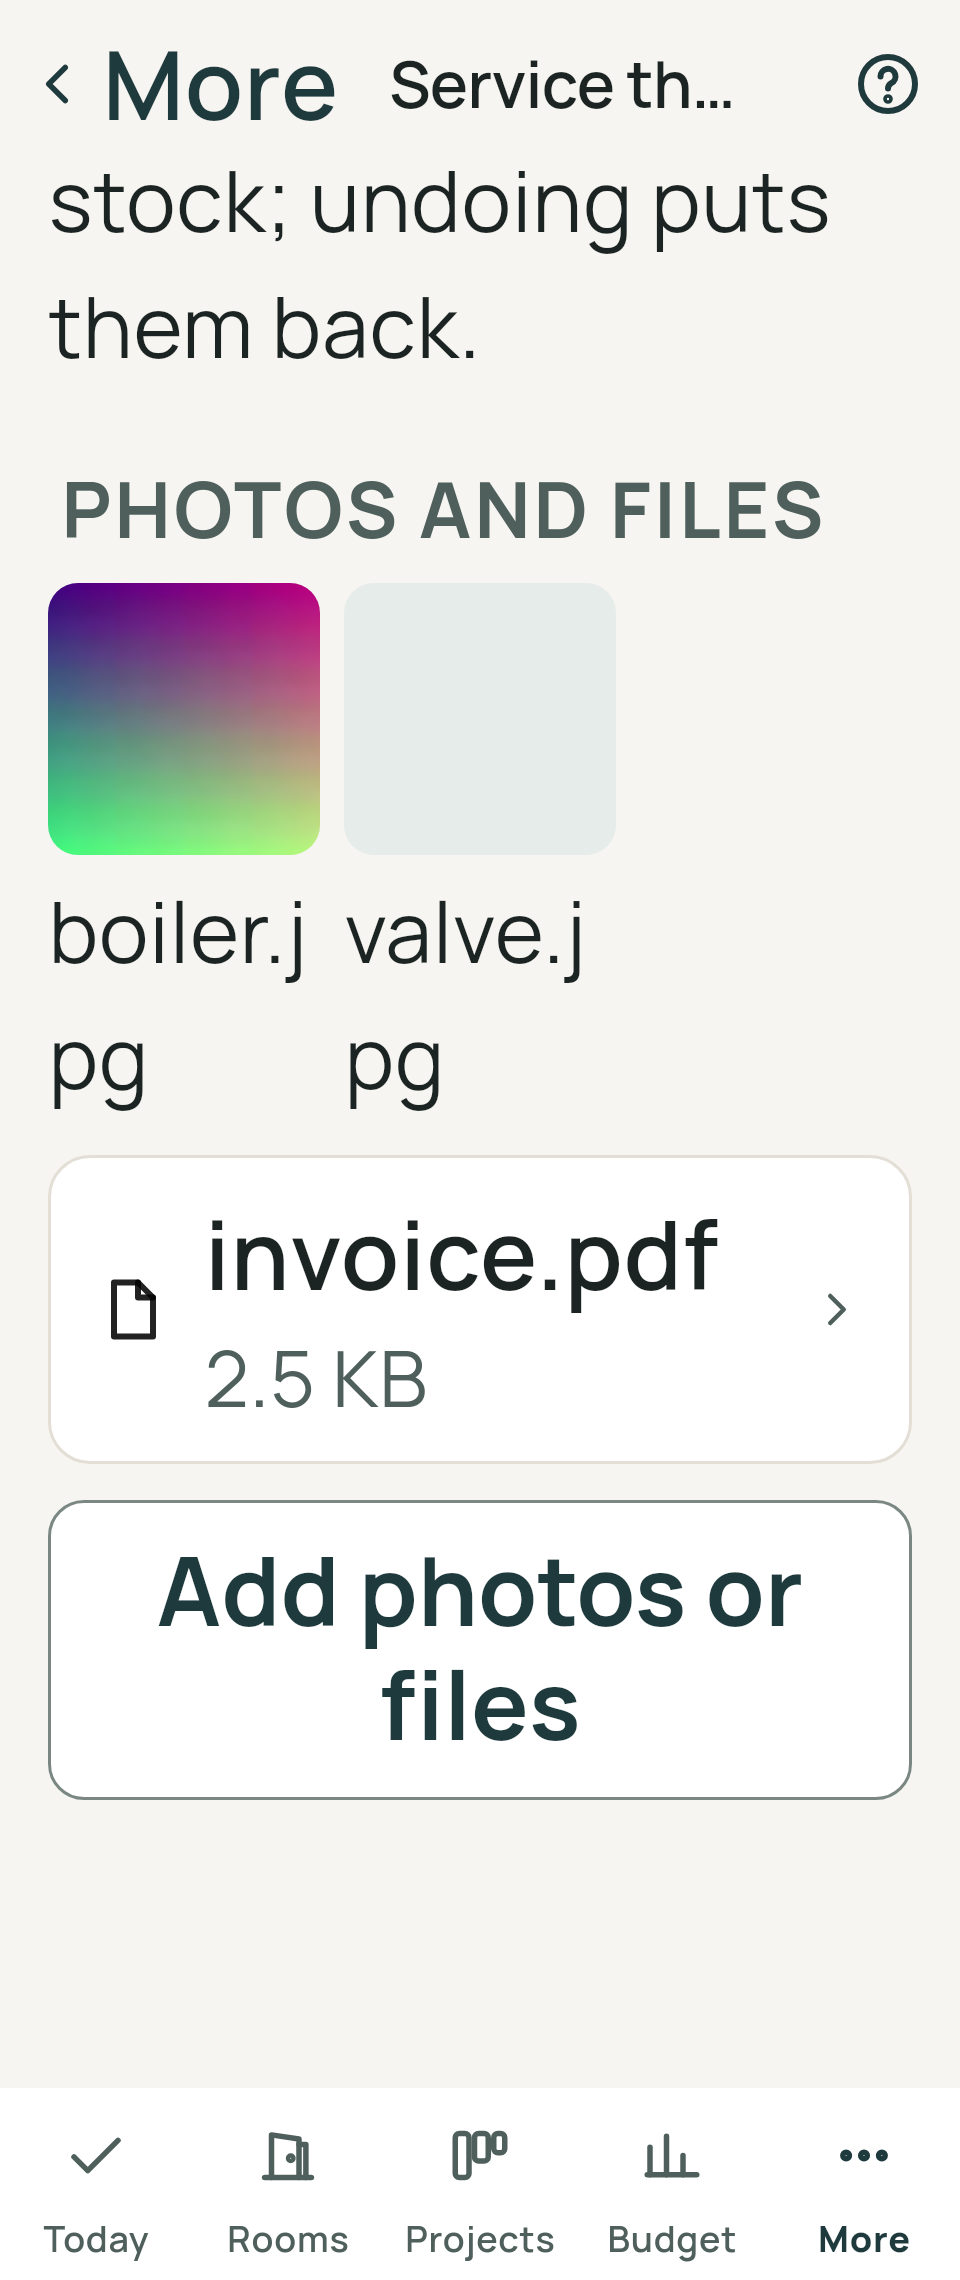 More Service th…
stock; undoing puts
them back.
PHOTOS AND FILES
boiler.j valve.j
pg pg
invoice.pdf
2.5 KB
Add photos or
files
Today Rooms Projects Budget More